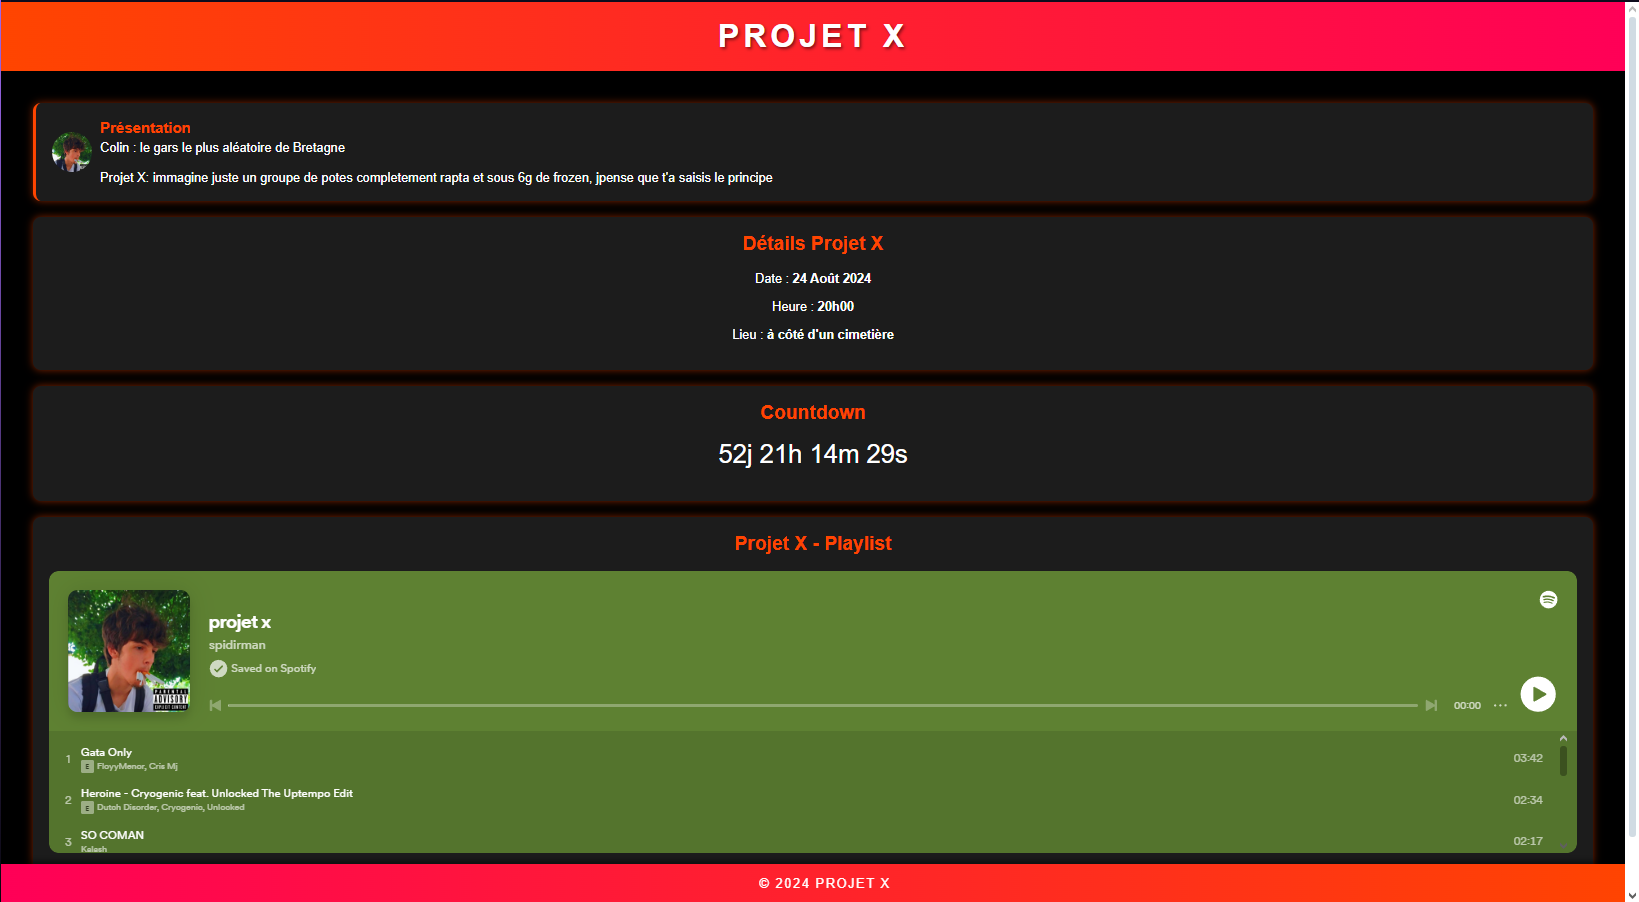 PROJET X
Présentation
Colin : le gars le plus aléatoire de Bretagne
Projet X: immagine juste un groupe de potes completement rapta et sous 6g de frozen, jpense que t'a saisis le principe
Détails Projet X
Date : 24 Août 2024
Heure : 20h00
Lieu : à côté d'un cimetière
Countdown
52j 21h 14m 29s
Projet X - Playlist
projet x
spidirman
Saved on Spotify
PARENTAL
ADVISORY
EXPLICIT CONTENT
00:00
1 Gata Only 03:42
E FloyyMenor, Cris Mj
2 Heroine - Cryogenic feat. Unlocked The Uptempo Edit 02:34
E Dutch Disorder, Cryogenic, Unlocked
3 SO COMAN 02:17
Kalash
© 2024 PROJET X